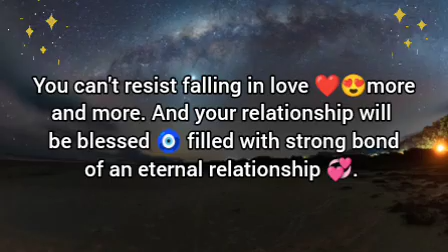 You can't resist falling in love ❤️😍more
and more. And your relationship will
be blessed 🧿 filled with strong bond
of an eternal relationship 💞.